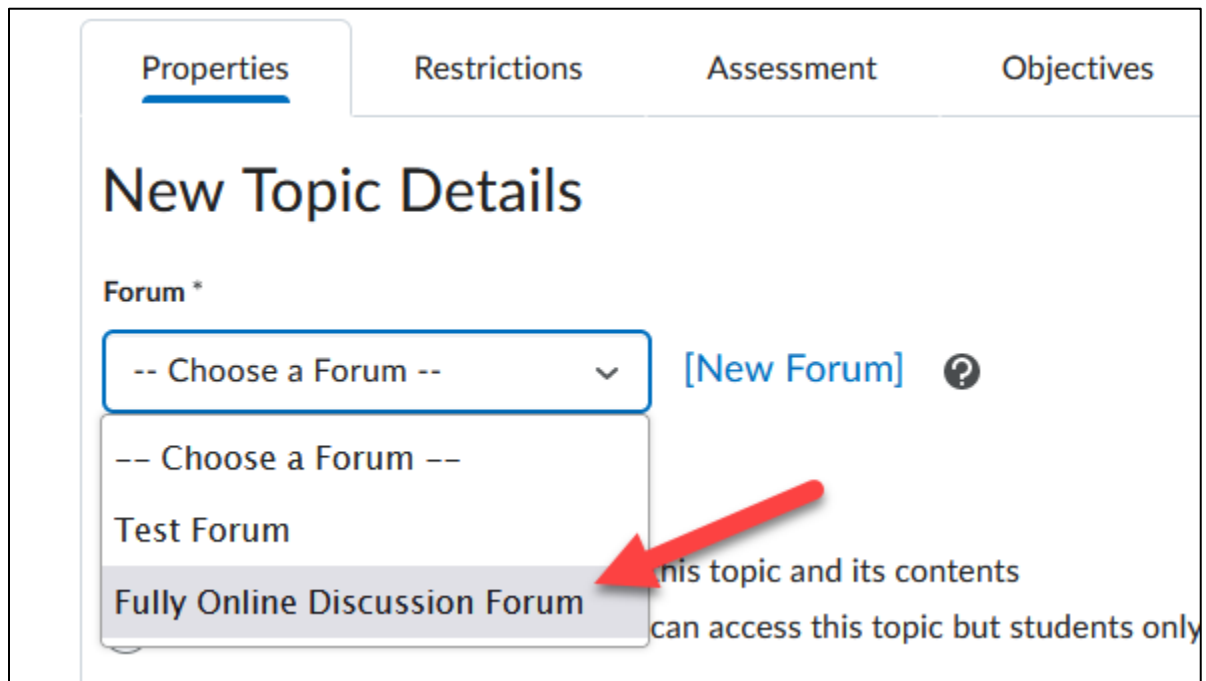 Properties Restrictions Assessment Objectives
New Topic Details
Forum *
-- Choose a Forum -- [New Forum] ?
-- Choose a Forum --
Test Forum
Fully Online Discussion Forum
this topic and its contents
can access this topic but students only